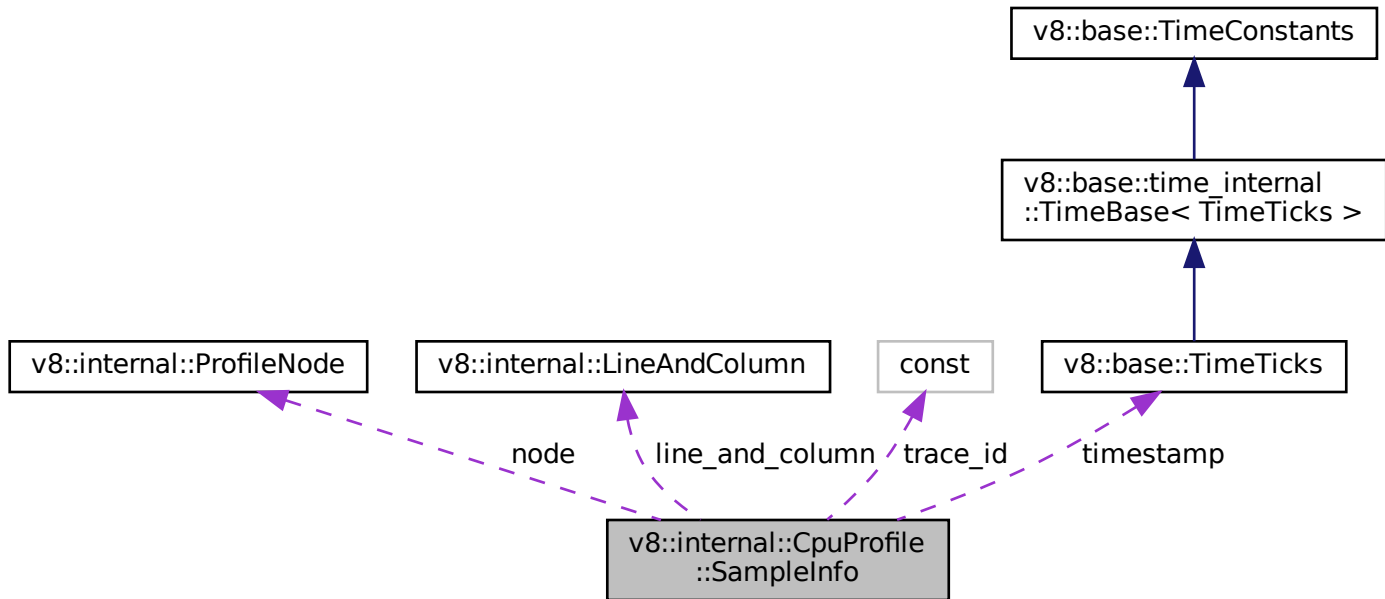 v8::base::TimeConstants
v8::base::time_internal
::TimeBase< TimeTicks >
v8::internal::ProfileNode
v8::internal::LineAndColumn
const
v8::base::TimeTicks
node
line_and_column
trace_id
timestamp
v8::internal::CpuProfile
::SampleInfo